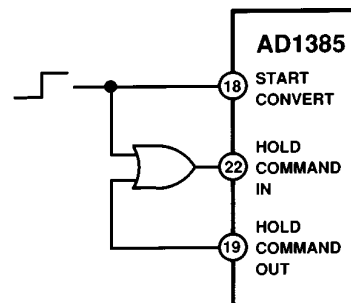 AD1385
18 START
CONVERT
22 HOLD
COMMAND
IN
19 HOLD
COMMAND
OUT